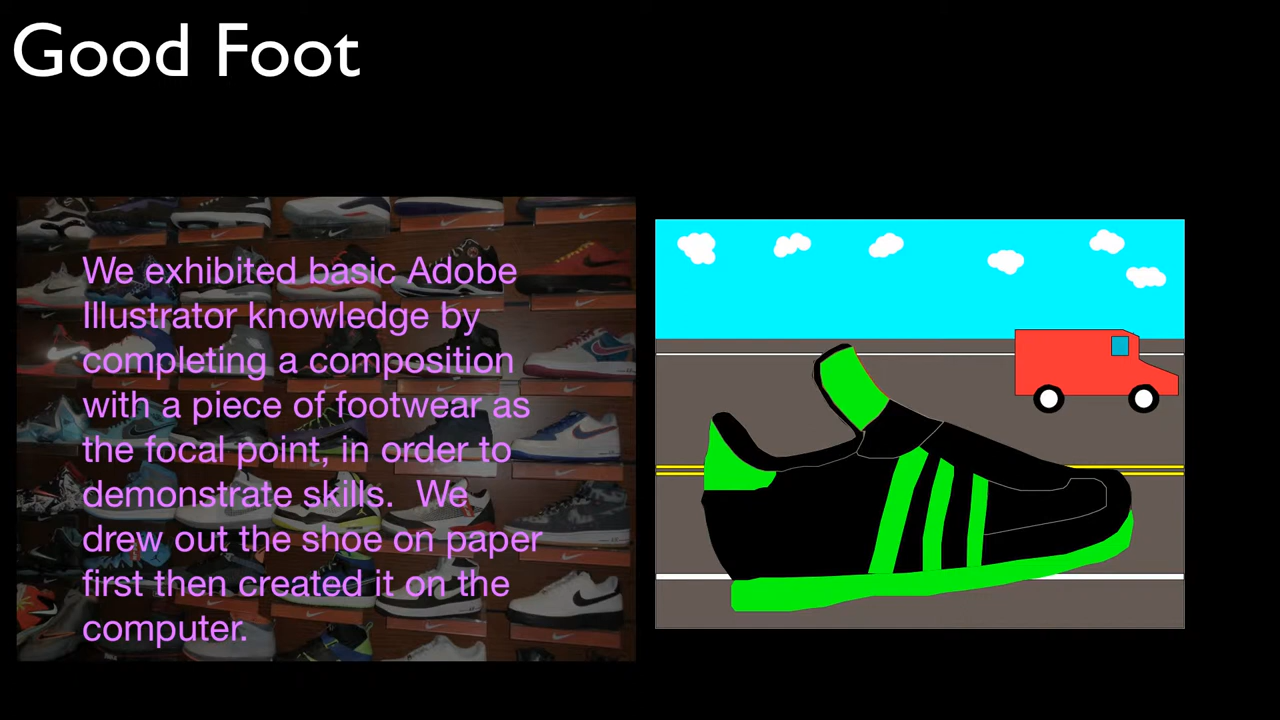 Good Foot
We exhibited basic Adobe
Illustrator knowledge by
completing a composition
with a piece of footwear as
the focal point, in order to
demonstrate skills.  We
drew out the shoe on paper
first then created it on the
computer.